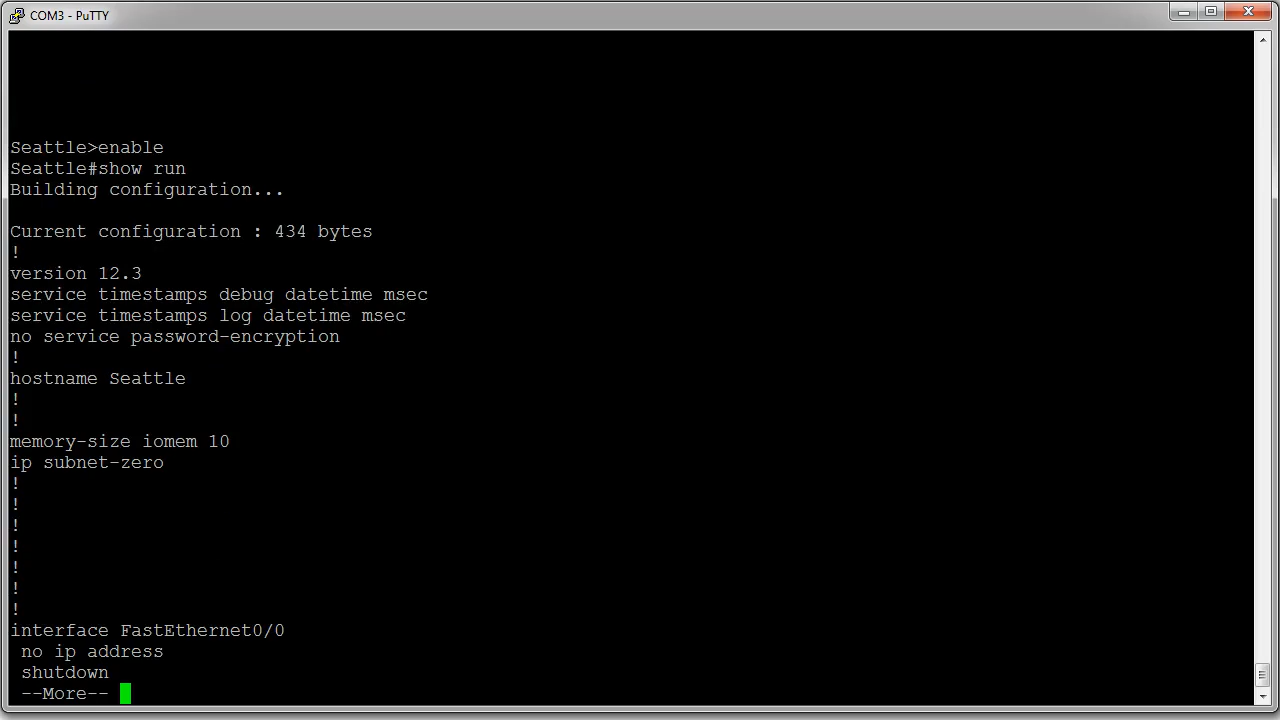 COM3 - PuTTY
Seattle>enable
Seattle#show run
Building configuration...
Current configuration : 434 bytes
!
version 12.3
service timestamps debug datetime msec
service timestamps log datetime msec
no service password-encryption
!
hostname Seattle
!
!
memory-size iomem 10
ip subnet-zero
!
!
!
!
!
!
!
interface FastEthernet0/0
 no ip address
 shutdown
 --More--